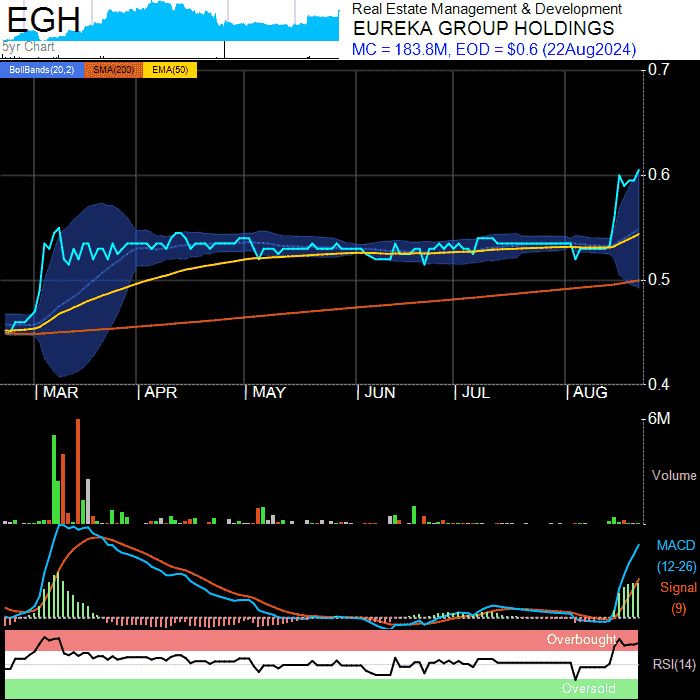 EGH
5yr Chart
Real Estate Management & Development
EUREKA GROUP HOLDINGS
MC = 183.8M, EOD = $0.6 (22Aug2024)
BollBands(20,2) SMA(200) EMA(50)
0.7
0.6
0.5
0.4
MAR APR MAY JUN JUL AUG
6M
Volume
MACD
(12-26)
Signal
(9)
Overbought
RSI(14)
Oversold